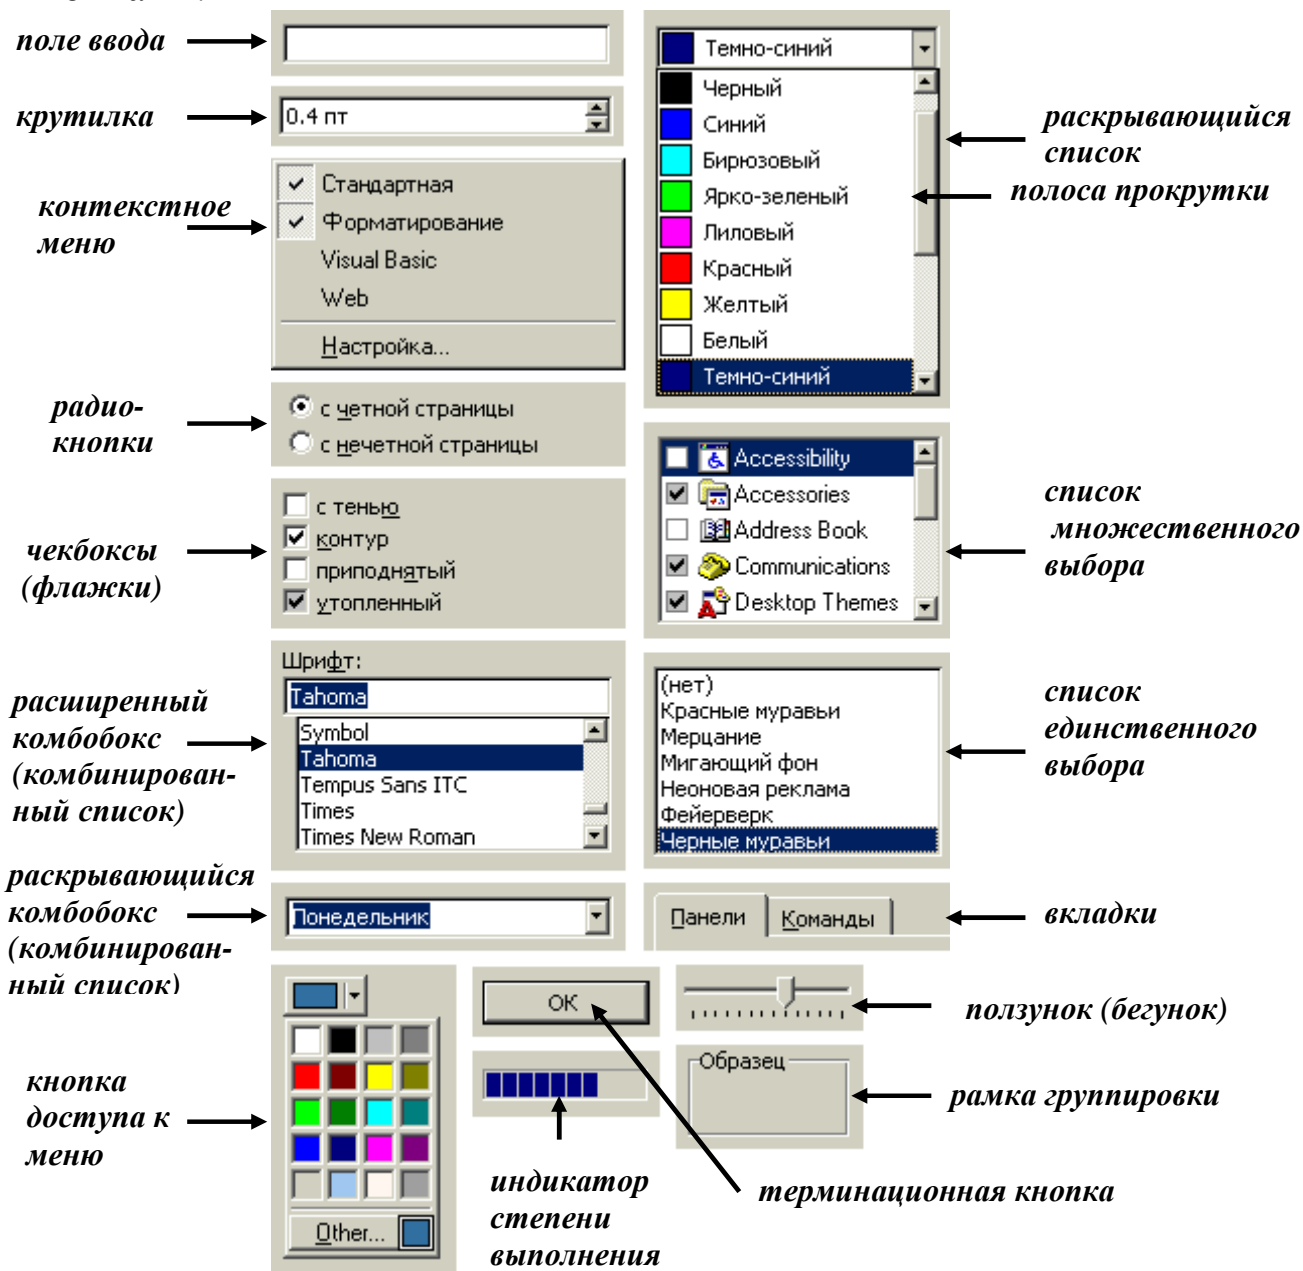 поле ввода
крутилка
0.4 пт
контекстное
меню
Стандартная
Форматирование
Visual Basic
Web
Настройка...
радио-
кнопки
с четной страницы
с нечетной страницы
чекбоксы
(флажки)
с тенью
контур
приподнятый
утопленный
расширенный
комбобокс
(комбинирован-
ный список)
Шрифт:
Tahoma
Symbol
Tahoma
Tempus Sans ITC
Times
Times New Roman
раскрывающийся
комбобокс
(комбинирован-
ный список)
Понедельник
кнопка
доступа к
меню
Other...
Темно-синий
Черный
Синий
Бирюзовый
Ярко-зеленый
Лиловый
Красный
Желтый
Белый
Темно-синий
раскрывающийся
список
полоса прокрутки
Accessibility
Accessories
Address Book
Communications
Desktop Themes
список
множественного
выбора
(нет)
Красные муравьи
Мерцание
Мигающий фон
Неоновая реклама
Фейерверк
Черные муравьи
список
единственного
выбора
Панели
Команды
вкладки
OK
ползунок (бегунок)
Образец
рамка группировки
индикатор
степени
выполнения
терминационная кнопка